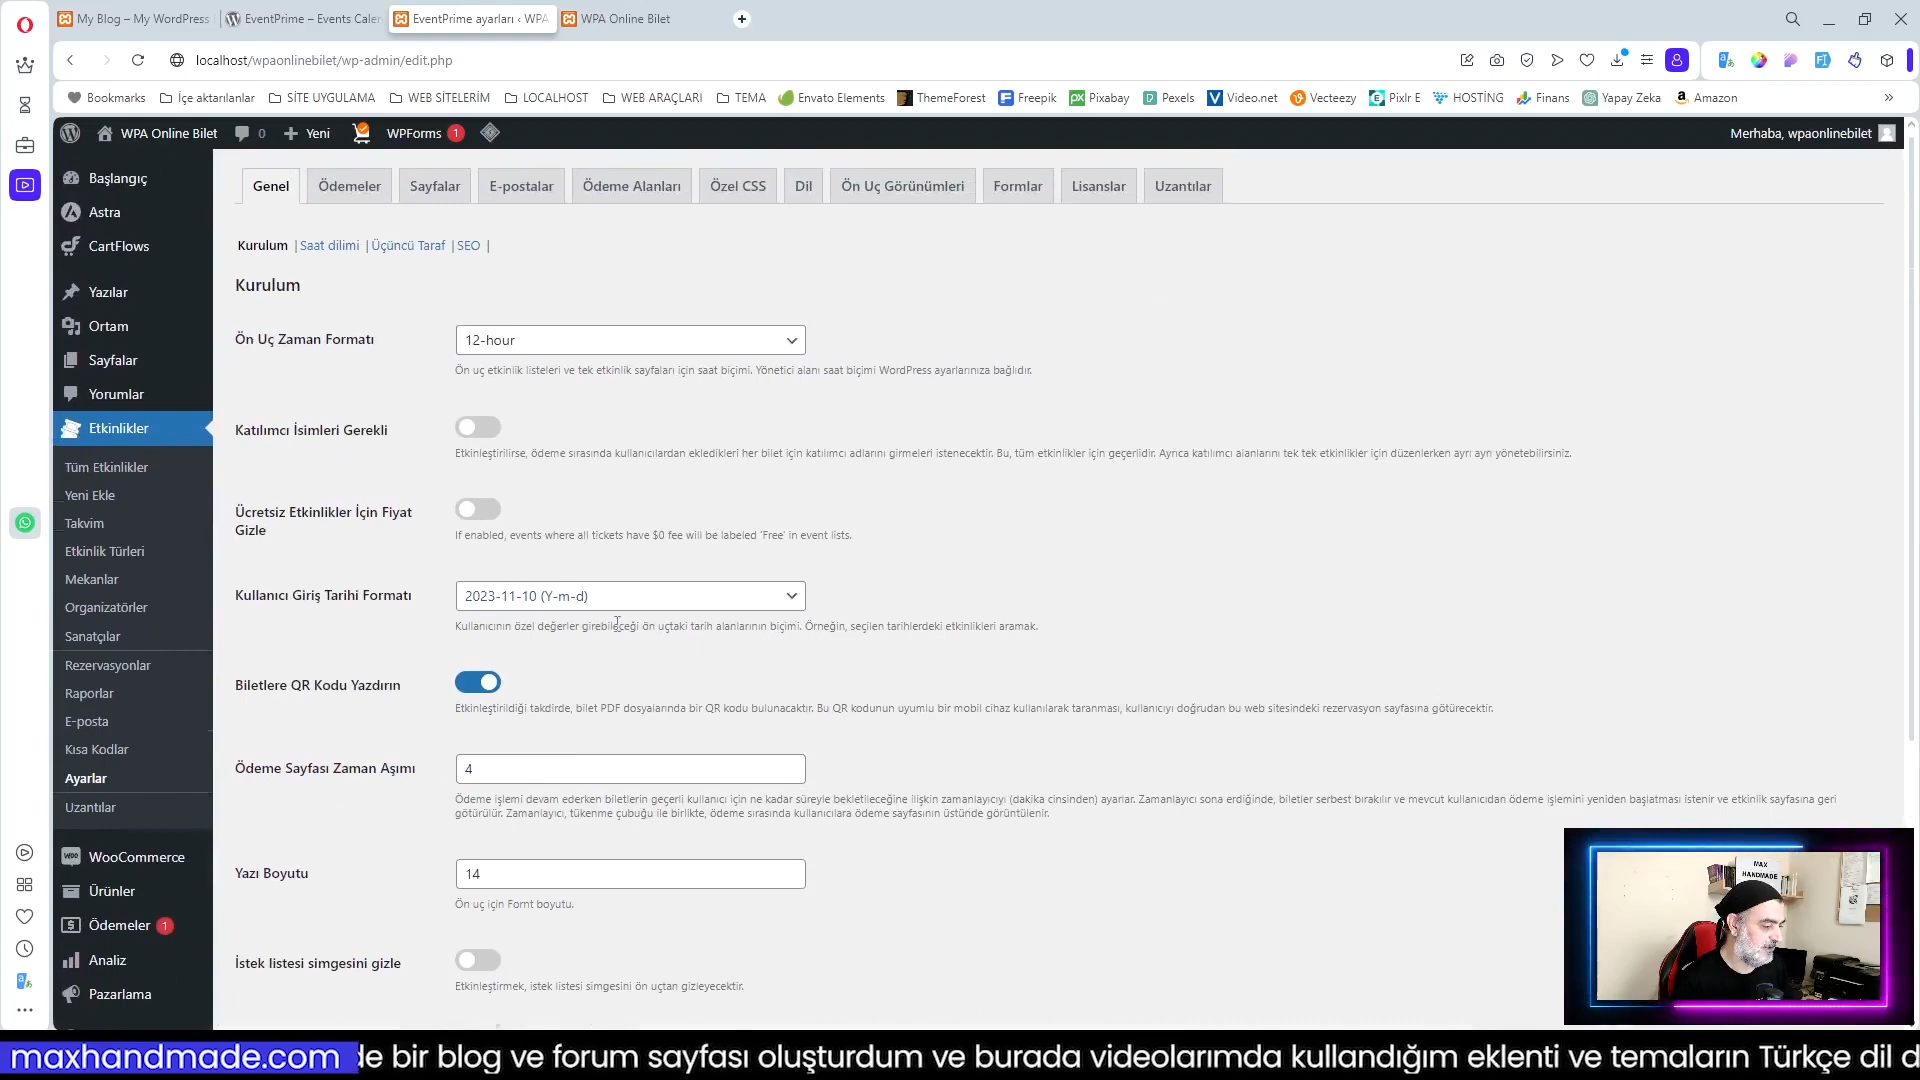 My Blog – My WordPress
EventPrime – Events Calen
EventPrime ayarları ‹ WPA
WPA Online Bilet
localhost/wpaonlinebilet/wp-admin/edit.php
Bookmarks
İçe aktarılanlar
SİTE UYGULAMA
WEB SİTELERİM
LOCALHOST
WEB ARAÇLARI
TEMA
Envato Elements
ThemeForest
Freepik
Pixabay
Pexels
Video.net
Vecteezy
Pixlr E
HOSTİNG
Finans
Yapay Zeka
Amazon
WPA Online Bilet
0
Yeni
WPForms 1
Merhaba, wpaonlinebilet
Başlangıç
Astra
CartFlows
Yazılar
Ortam
Sayfalar
Yorumlar
Etkinlikler
Tüm Etkinlikler
Yeni Ekle
Takvim
Etkinlik Türleri
Mekanlar
Organizatörler
Sanatçılar
Rezervasyonlar
Raporlar
E-posta
Kısa Kodlar
Ayarlar
Uzantılar
WooCommerce
Ürünler
Ödemeler 1
Analiz
Pazarlama
Genel
Ödemeler
Sayfalar
E-postalar
Ödeme Alanları
Özel CSS
Dil
Ön Uç Görünümleri
Formlar
Lisanslar
Uzantılar
Kurulum | Saat dilimi | Üçüncü Taraf | SEO |
Kurulum
Ön Uç Zaman Formatı
12-hour
Ön uç etkinlik listeleri ve tek etkinlik sayfaları için saat biçimi. Yönetici alanı saat biçimi WordPress ayarlarınıza bağlıdır.
Katılımcı İsimleri Gerekli
Etkinleştirilirse, ödeme sırasında kullanıcılardan ekledikleri her bilet için katılımcı adlarını girmeleri istenecektir. Bu, tüm etkinlikler için geçerlidir. Ayrıca katılımcı alanlarını tek tek etkinlikler için düzenlerken ayrı ayrı yönetebilirsiniz.
Ücretsiz Etkinlikler İçin Fiyat
Gizle
If enabled, events where all tickets have $0 fee will be labeled 'Free' in event lists.
Kullanıcı Giriş Tarihi Formatı
2023-11-10 (Y-m-d)
Kullanıcının özel değerler girebileceği ön uçtaki tarih alanlarının biçimi. Örneğin, seçilen tarihlerdeki etkinlikleri aramak.
Biletlere QR Kodu Yazdırın
Etkinleştirildiği takdirde, bilet PDF dosyalarında bir QR kodu bulunacaktır. Bu QR kodunun uyumlu bir mobil cihaz kullanılarak taranması, kullanıcıyı doğrudan bu web sitesindeki rezervasyon sayfasına götürecektir.
Ödeme Sayfası Zaman Aşımı
4
Ödeme işlemi devam ederken biletlerin geçerli kullanıcı için ne kadar süreyle bekletileceğine ilişkin zamanlayıcıyı (dakika cinsinden) ayarlar. Zamanlayıcı sona erdiğinde, biletler serbest bırakılır ve mevcut kullanıcıdan ödeme işlemini yeniden başlatması istenir ve etkinlik sayfasına geri
götürülür. Zamanlayıcı, tükenme çubuğu ile birlikte, ödeme sırasında kullanıcılara ödeme sayfasının üstünde görüntülenir.
Yazı Boyutu
14
Ön uç için Fornt boyutu.
İstek listesi simgesini gizle
Etkinleştirmek, istek listesi simgesini ön uçtan gizleyecektir.
MAX
HANDMADE
maxhandmade.com de bir blog ve forum sayfası oluşturdum ve burada videolarımda kullandığım eklenti ve temaların Türkçe dil d